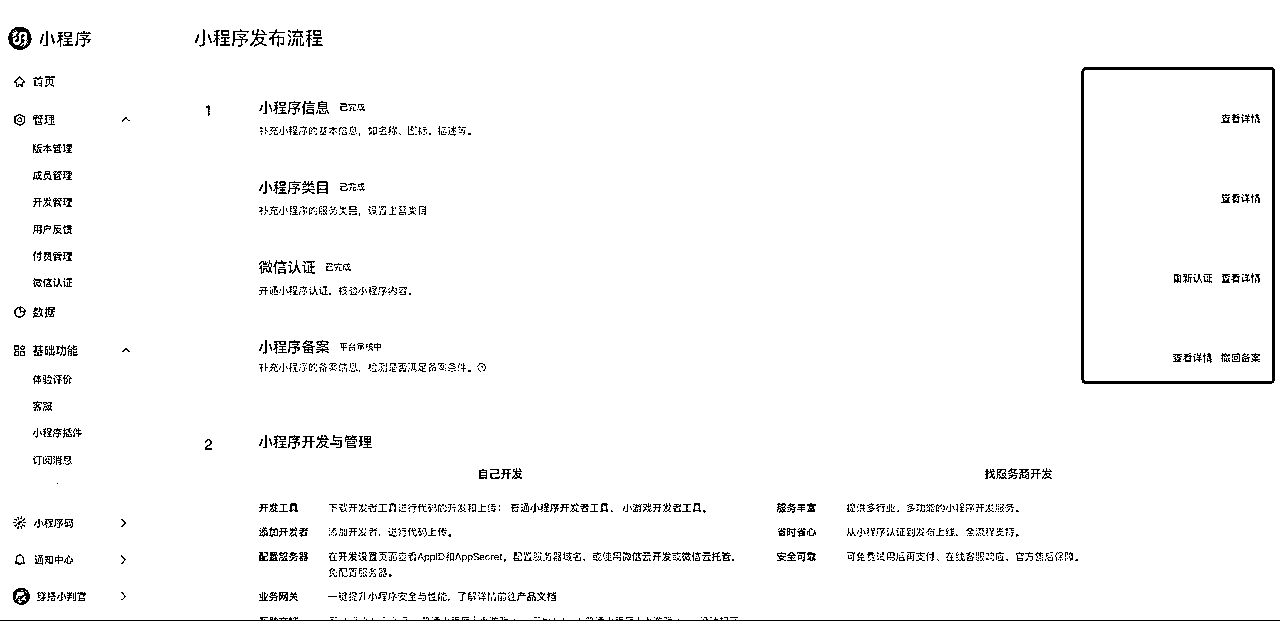 小程序
小程序发布流程
首页
管理
版本管理
成员管理
开发管理
用户反馈
付费管理
微信认证
数据
基础功能
体验评价
客服
小程序插件
订阅消息
小程序码
通知中心
穿搭小判官
1
小程序信息 已完成
补充小程序的基本信息，如名称、图标、描述等。
查看详情
小程序类目 已完成
补充小程序的服务类目，设置主营类目
查看详情
微信认证 已完成
开通小程序认证，核验小程序内容。
重新认证 查看详情
小程序备案 平台审核中
补充小程序的备案信息，检测是否满足备案条件。
查看详情 撤回备案
2
小程序开发与管理
自己开发
开发工具 下载开发者工具进行代码的开发和上传： 普通小程序开发者工具、 小游戏开发者工具。
添加开发者 添加开发者，进行代码上传。
配置服务器 在开发设置页面查看AppID和AppSecret，配置服务器域名，或使用微信云开发或微信云托管，
免配置服务器。
业务网关 一键提升小程序安全与性能，了解详情前往产品文档
找服务商开发
服务丰富 提供多行业，多功能的小程序开发服务。
省时省心 从小程序认证到发布上线，全流程支持。
安全可靠 可免费试用后再支付、在线客服响应、官方售后保障。